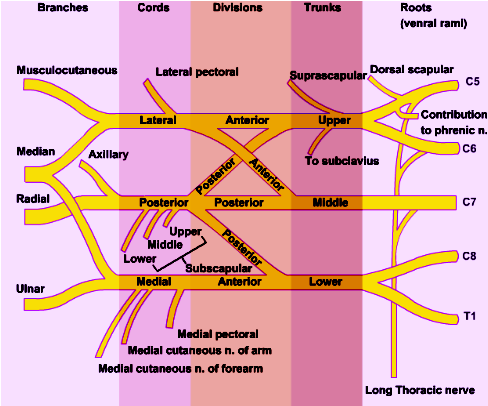 Branches
Cords
Divisions
Trunks
Roots
(venral raml)
Musculocutaneous
Lateral pectoral
Suprascapular
Dorsal scapular
C5
Contribution
to phrenic n.
Lateral
Anterior
Upper
Median
Axillary
C6
Posterior
Anterior
To subclavius
Radial
Posterior
Posterior
Middle
C7
Upper
Middle
Lower
Subscapular
Posterior
C8
Ulnar
Medial
Anterior
Lower
T1
Medial pectoral
Medial cutaneous n. of arm
Medial cutaneous n. of forearm
Long Thoracic nerve